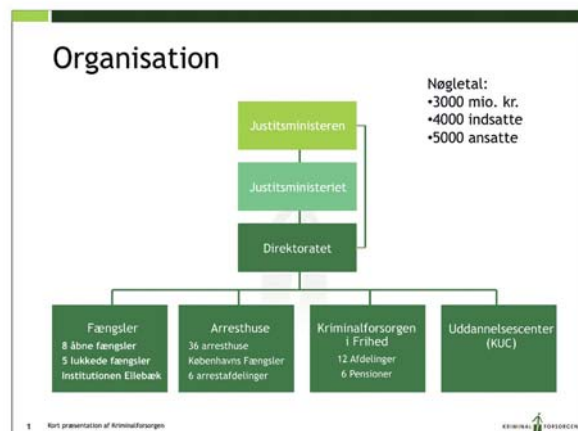 Organisation
Nøgletal:
•3000 mio. kr.
•4000 indsatte
•5000 ansatte
Justitsministeren
Justitsministeriet
Direktoratet
Fængsler
8 åbne fængsler
5 lukkede fængsler
Institutionen Ellebæk
Arresthuse
36 arresthuse
Københavns Fængsler
6 arrestafdelinger
Kriminalforsorgen
i Frihed
12 Afdelinger
6 Pensioner
Uddannelsescenter
(KUC)
1 Kort præsentation af Kriminalforsorgen
KRIMINAL FORSORGEN